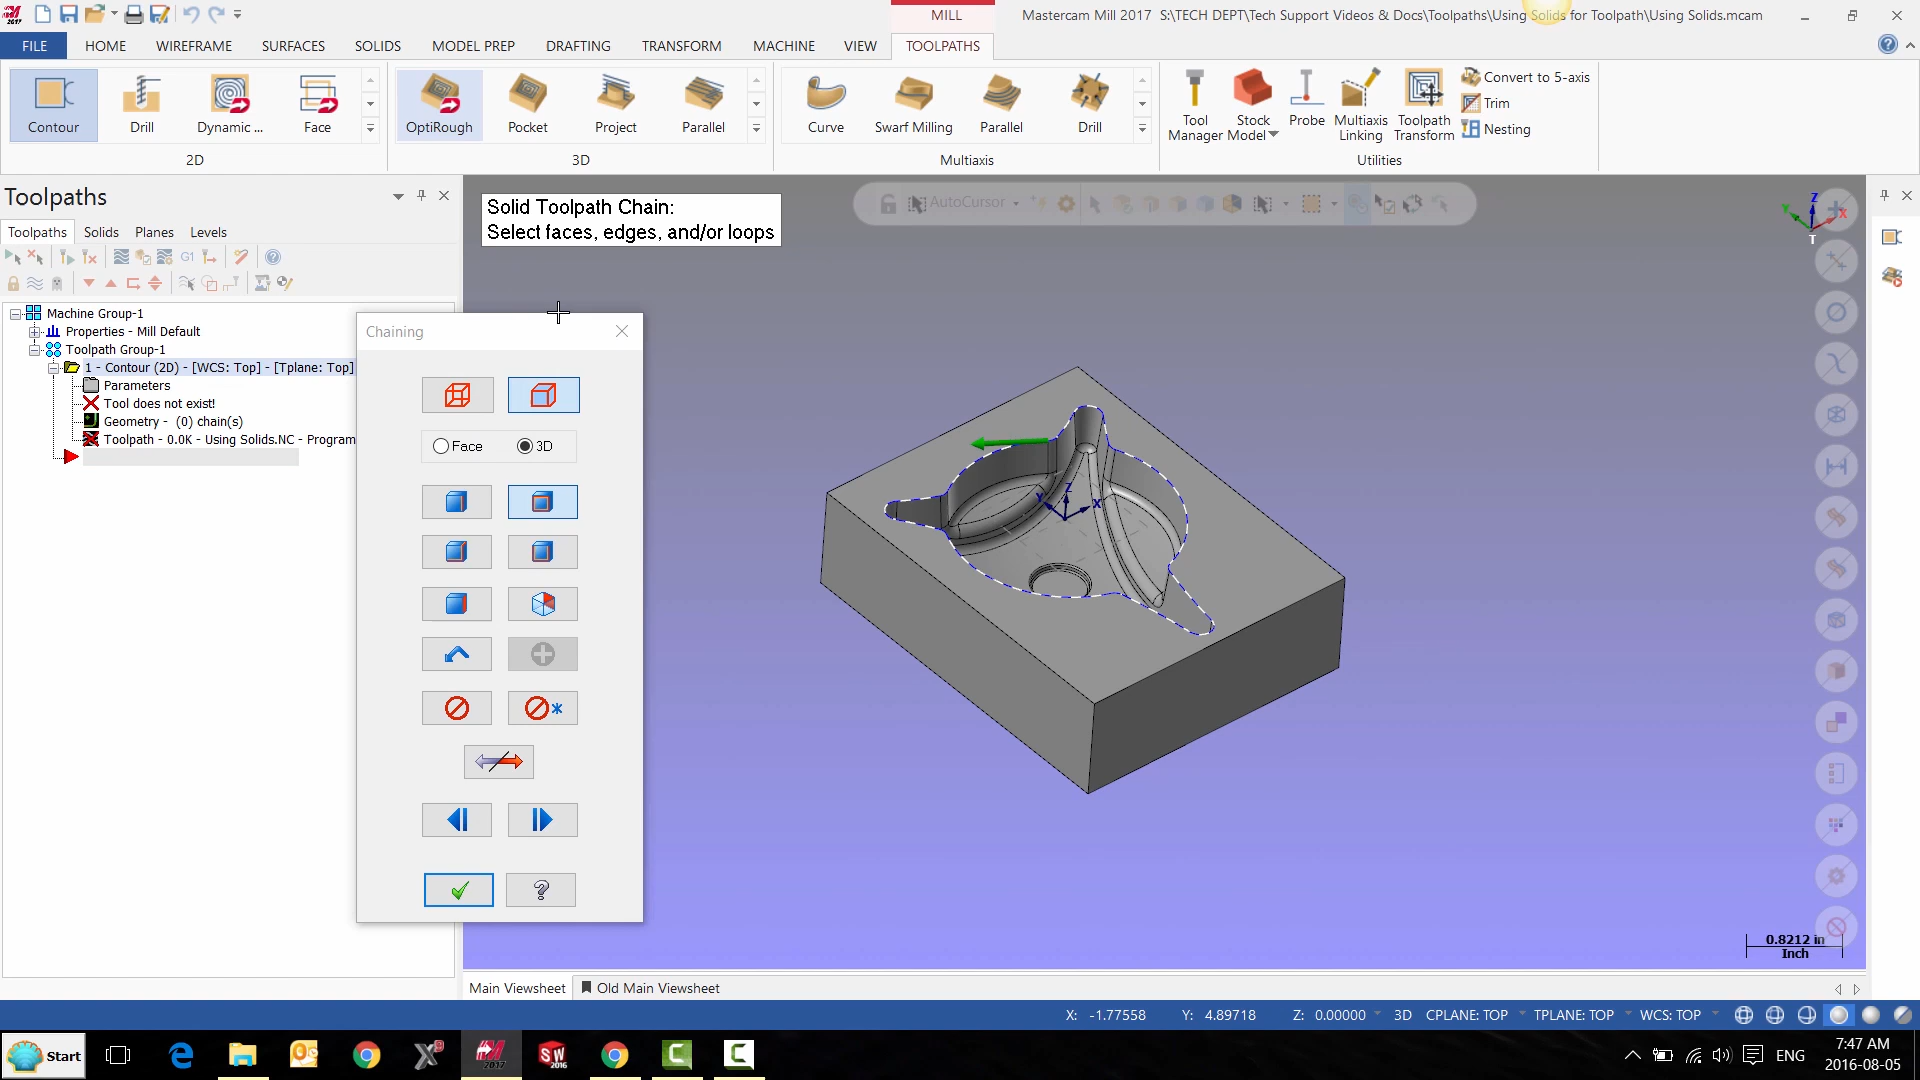 2017
MILL
Mastercam Mill 2017 S:\TECH DEPT\Tech Support Videos & Docs\Toolpaths\Using Solids for Toolpath\Using Solids.mcam
FILE HOME WIREFRAME SURFACES SOLIDS MODEL PREP DRAFTING TRANSFORM MACHINE VIEW TOOLPATHS
Contour Drill Dynamic ... Face
2D
OptiRough Pocket Project Parallel
3D
Curve Swarf Milling Parallel Drill
Multiaxis
Tool Manager
Stock Model
Probe
Multiaxis Linking
Toolpath Transform
Convert to 5-axis
Trim
Nesting
Utilities
Toolpaths
Toolpaths Solids Planes Levels
G1
Machine Group-1
Properties - Mill Default
Toolpath Group-1
1 - Contour (2D) - [WCS: Top] - [Tplane: Top]
Parameters
Tool does not exist!
Geometry - (0) chain(s)
Toolpath - 0.0K - Using Solids.NC - Program
Solid Toolpath Chain:
Select faces, edges, and/or loops
AutoCursor
Chaining
Face 3D
Z
Y
X
T
Z
Y
X
0.8212 in
Inch
Main Viewsheet Old Main Viewsheet
X: -1.77558 Y: 4.89718 Z: 0.00000 3D CPLANE: TOP TPLANE: TOP WCS: TOP
Start
2017
SW
2016
ENG
7:47 AM
2016-08-05